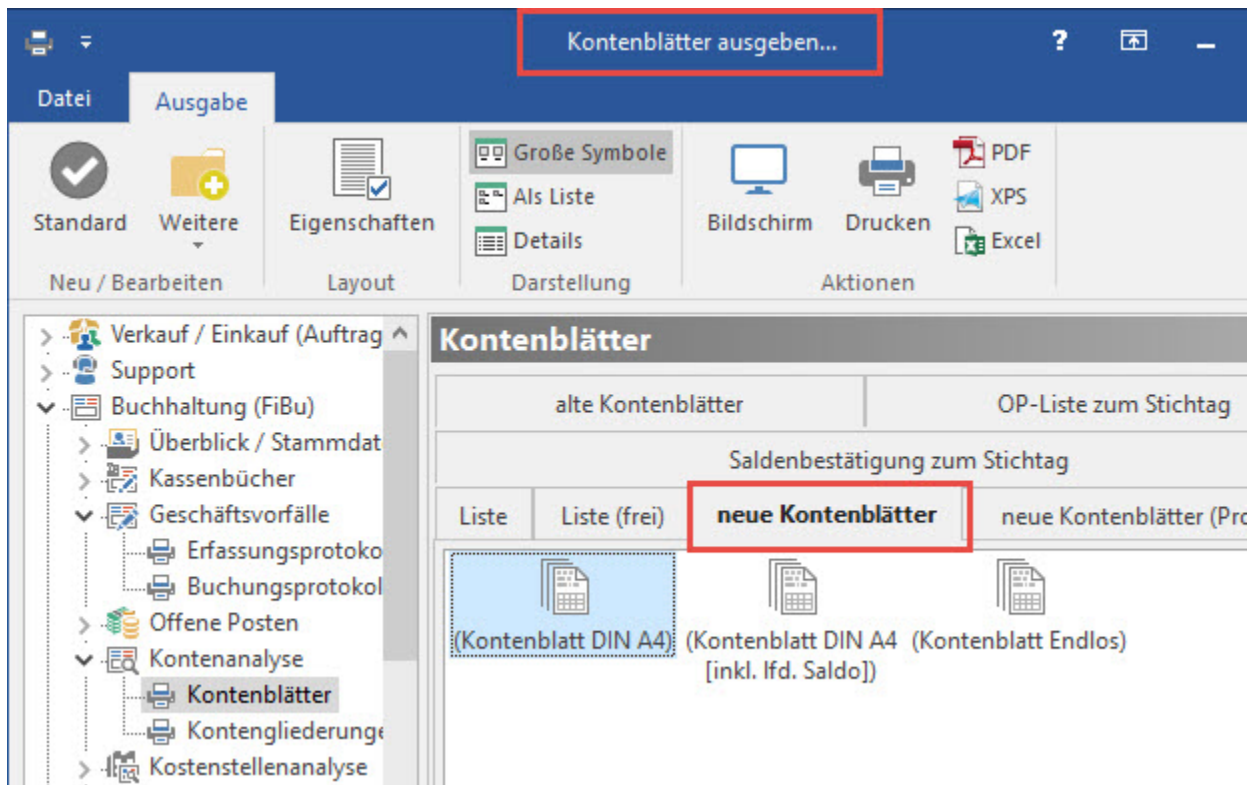 Kontenblätter ausgeben...
?
Datei
Ausgabe
Standard
Weitere
Eigenschaften
Große Symbole
Als Liste
Details
Bildschirm
Drucken
PDF
XPS
Excel
Neu / Bearbeiten
Layout
Darstellung
Aktionen
Verkauf / Einkauf (Auftrag
Support
Buchhaltung (FiBu)
Überblick / Stammdat
Kassenbücher
Geschäftsvorfälle
Erfassungsprotoko
Buchungsprotokol
Offene Posten
Kontenanalyse
Kontenblätter
Kontengliederunge
Kostenstellenanalyse
Kontenblätter
alte Kontenblätter
OP-Liste zum Stichtag
Saldenbestätigung zum Stichtag
Liste
Liste (frei)
neue Kontenblätter
neue Kontenblätter (Pro
(Kontenblatt DIN A4)
(Kontenblatt DIN A4
[inkl. lfd. Saldo])
(Kontenblatt Endlos)